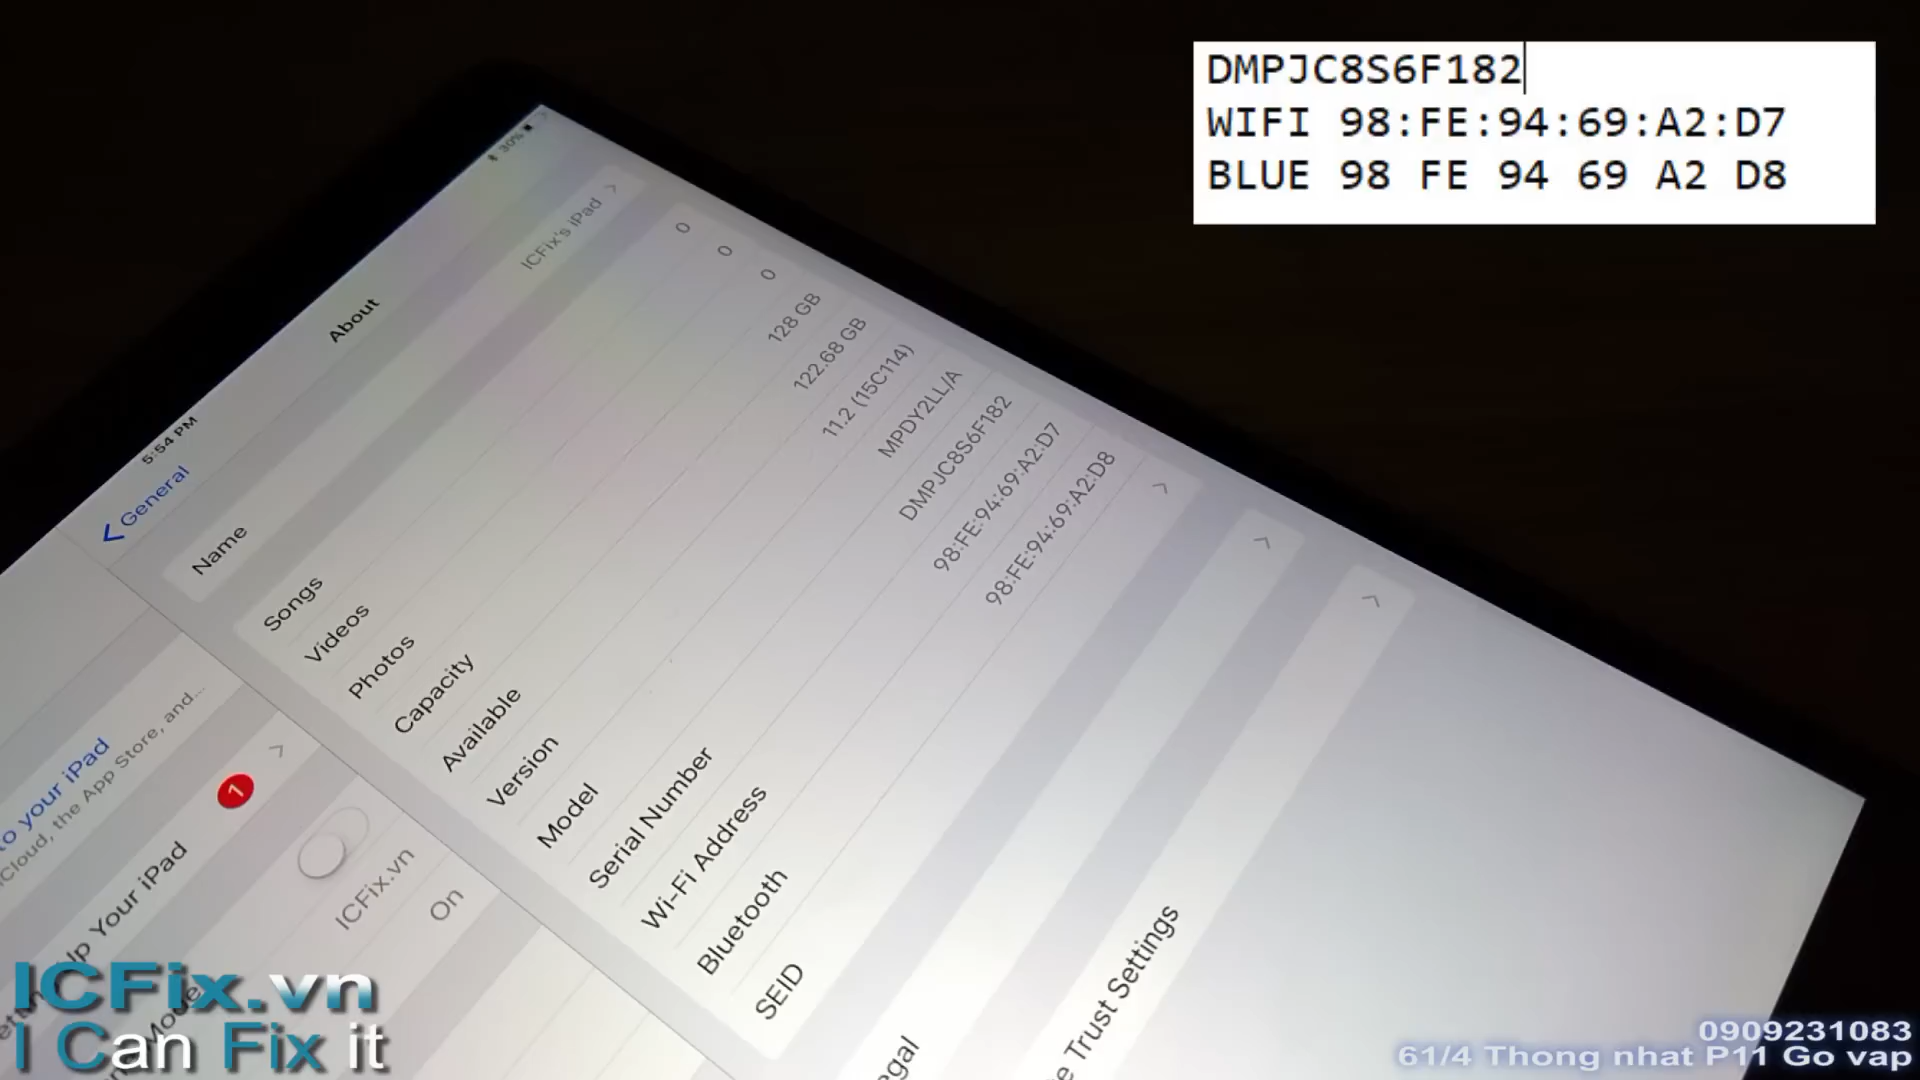 DMPJC8S6F182
WIFI 98:FE:94:69:A2:D7
BLUE 98 FE 94 69 A2 D8
5:54 PM
30%
General
About
Name ICFix's iPad
Songs 0
Videos 0
Photos 0
Capacity 128 GB
Available 122.68 GB
Version 11.2 (15C114)
Model MPDY2LL/A
Serial Number DMPJC8S6F182
Wi-Fi Address 98:FE:94:69:A2:D7
Bluetooth 98:FE:94:69:A2:D8
SEID
Trust Settings
to your iPad
iCloud, the App Store, and...
Up Your iPad
1
ICFix.vn
On
ICFix.vn
I Can Fix it
0909231083
61/4 Thong nhat P11 Go vap